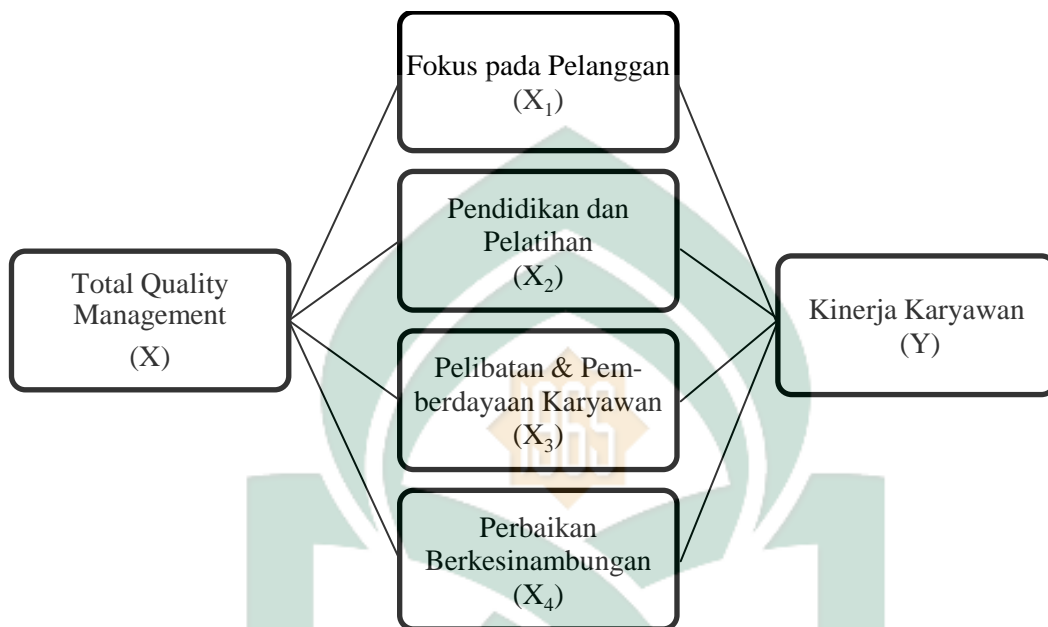 Fokus pada Pelanggan
(X₁)
Pendidikan dan
Pelatihan
(X₂)
Total Quality
Management
(X)
Kinerja Karyawan
(Y)
Pelibatan & Pem-
berdayaan Karyawan
(X₃)
1965
Perbaikan
Berkesinambungan
(X₄)